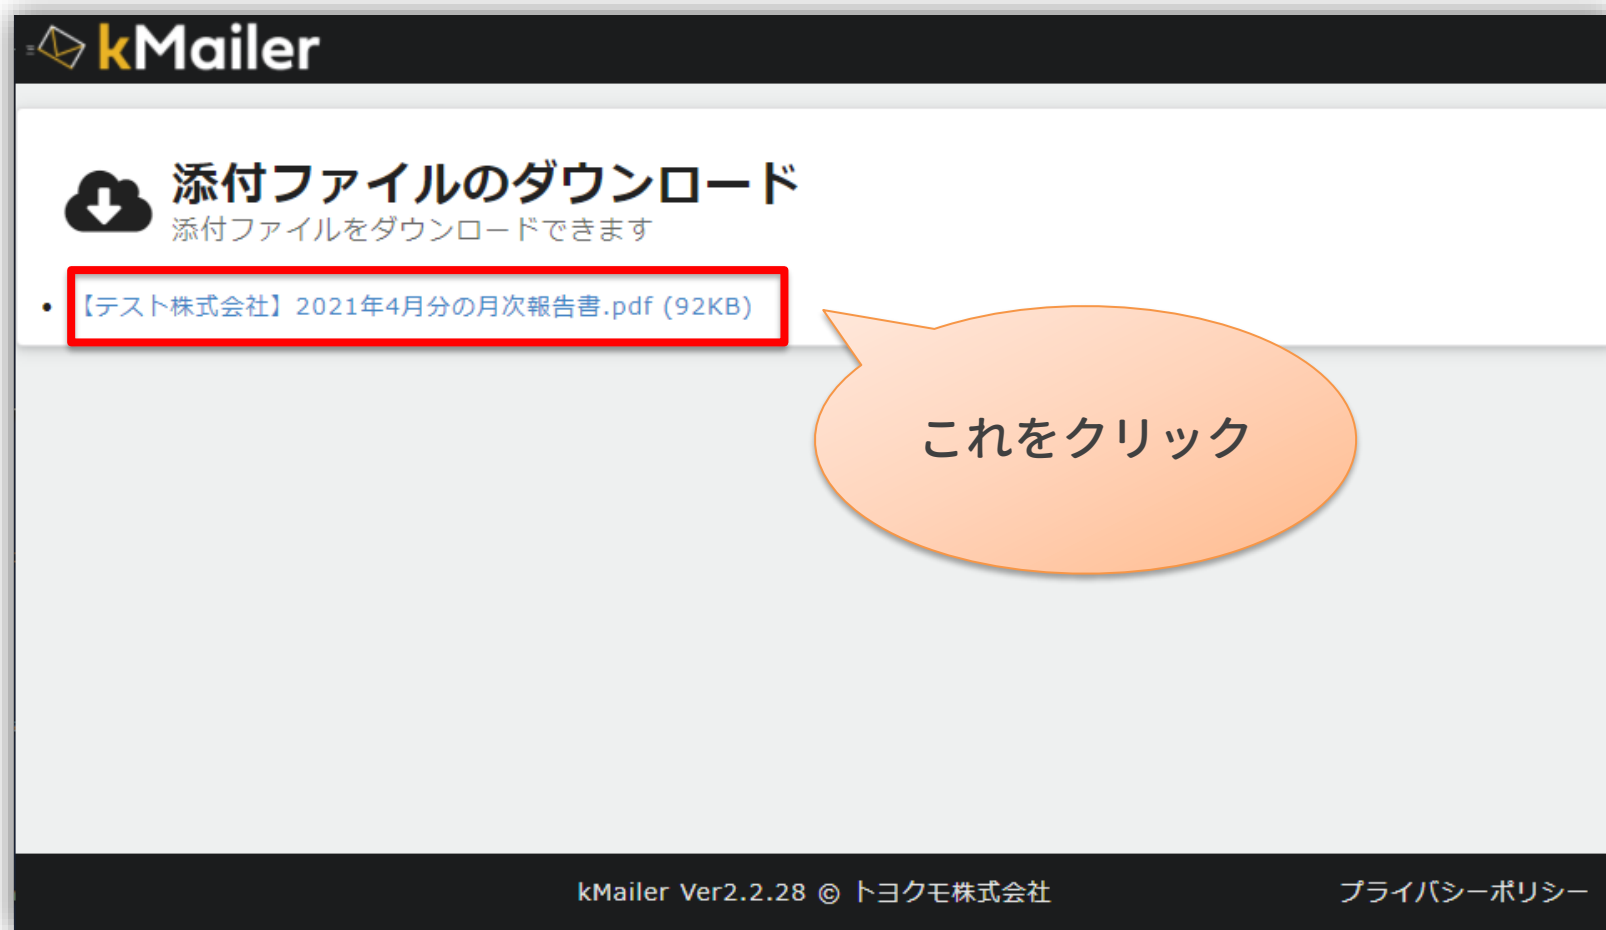 kMailer
添付ファイルのダウンロード
添付ファイルをダウンロードできます
• 【テスト株式会社】2021年4月分の月次報告書.pdf (92KB)
これをクリック
kMailer Ver2.2.28 © トヨクモ株式会社
プライバシーポリシー